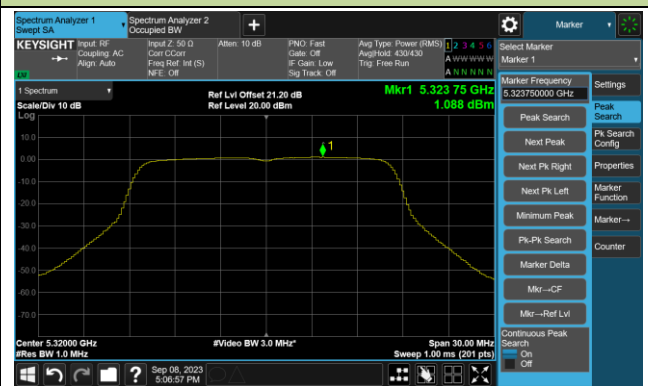 Spectrum Analyzer 1
Swept SA
Spectrum Analyzer 2
Occupied BW
Marker
KEYSIGHT
Input: RF
Coupling: AC
Align: Auto
Input Z: 50 Ω
Corr CCorr
Freq Ref: Int (S)
NFE: Off
Atten: 10 dB
PNO: Fast
Gate: Off
IF Gain: Low
Sig Track: Off
Avg Type: Power (RMS)
Avg|Hold: 430/430
Trig: Free Run
1 2 3 4 5 6
A W W W W W
A N N N N N
LXI
Select Marker
Marker 1
1 Spectrum
Scale/Div 10 dB
Log
Ref Lvl Offset 21.20 dB
Ref Level 20.00 dBm
Mkr1 5.323 75 GHz
1.088 dBm
10.0
0.00
-10.0
-20.0
-30.0
-40.0
-50.0
-60.0
-70.0
1
Center 5.32000 GHz
#Res BW 1.0 MHz
#Video BW 3.0 MHz*
Span 30.00 MHz
Sweep 1.00 ms (201 pts)
Marker Frequency
5.323750000 GHz
Peak Search
Next Peak
Next Pk Right
Next Pk Left
Minimum Peak
Pk-Pk Search
Marker Delta
Mkr→CF
Mkr→Ref Lvl
Continuous Peak
Search
On
Off
Settings
Peak
Search
Pk Search
Config
Properties
Marker
Function
Marker→
Counter
?
Sep 08, 2023
5:06:57 PM